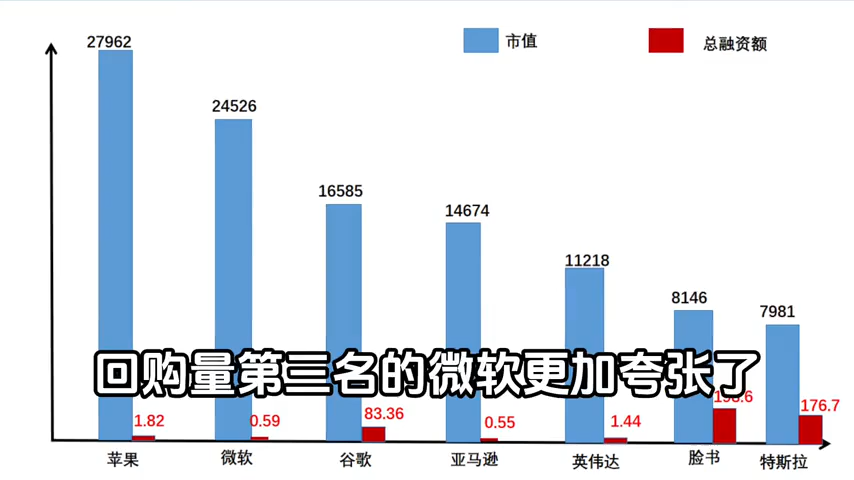 市值
总融资额
27962
24526
16585
14674
11218
8146
7981
回购量第三名的微软更加夸张了
1.82
0.59
83.36
0.55
1.44
176.7
苹果
微软
谷歌
亚马逊
英伟达
脸书
特斯拉